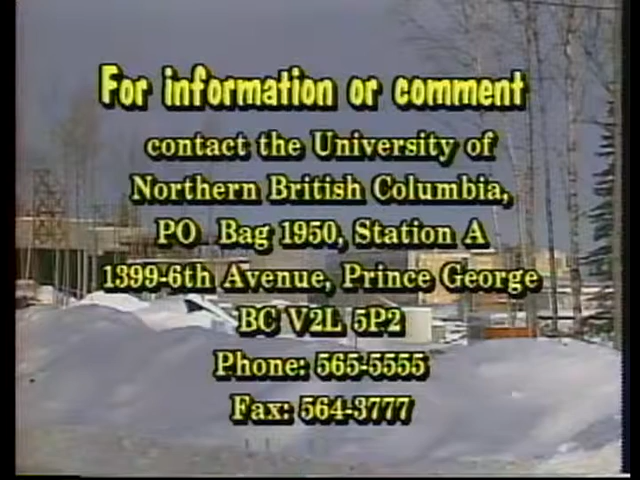 For information or comment
contact the University of
Northern British Columbia,
PO Bag 1950, Station A
1399-6th Avenue, Prince George
BC V2L 5P2
Phone: 565-5555
Fax: 564-3777